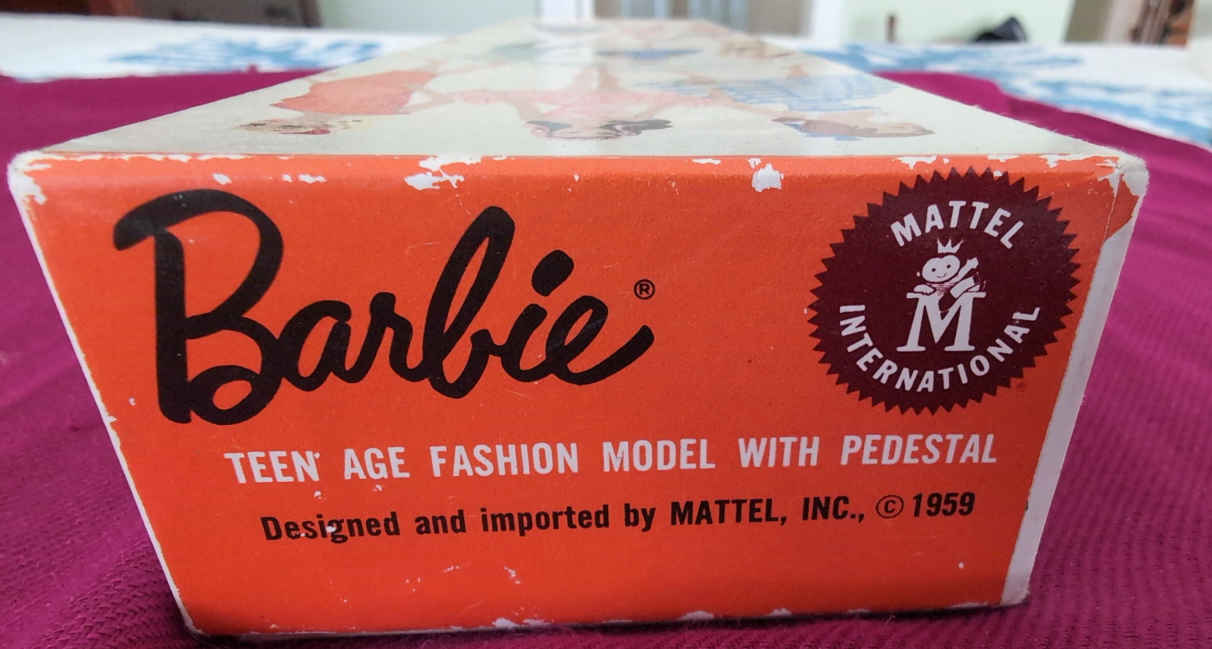 Barbie®
MATTEL
M
INTERNATIONAL
TEEN AGE FASHION MODEL WITH PEDESTAL
Designed and imported by MATTEL, INC., © 1959